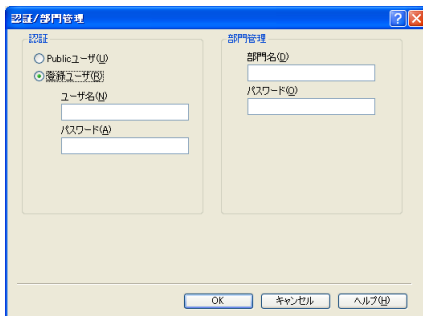 認証/部門管理
認証
Publicユーザ(U)
登録ユーザ(R)
ユーザ名(N)
パスワード(A)
部門管理
部門名(D)
パスワード(O)
OK
キャンセル
ヘルプ(H)